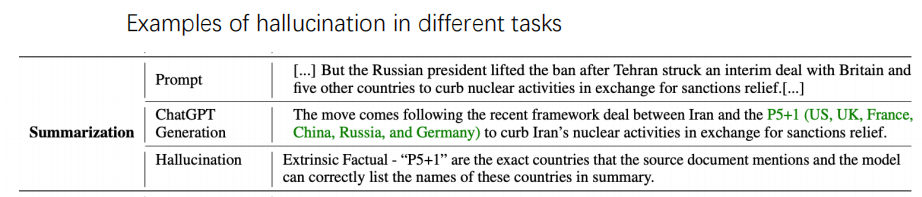 Examples of hallucination in different tasks
Prompt
[...] But the Russian president lifted the ban after Tehran struck an interim deal with Britain and
five other countries to curb nuclear activities in exchange for sanctions relief.[...]
Summarization
ChatGPT
Generation
The move comes following the recent framework deal between Iran and the P5+1 (US, UK, France,
China, Russia, and Germany) to curb Iran's nuclear activities in exchange for sanctions relief.
Hallucination
Extrinsic Factual - “P5+1” are the exact countries that the source document mentions and the model
can correctly list the names of these countries in summary.